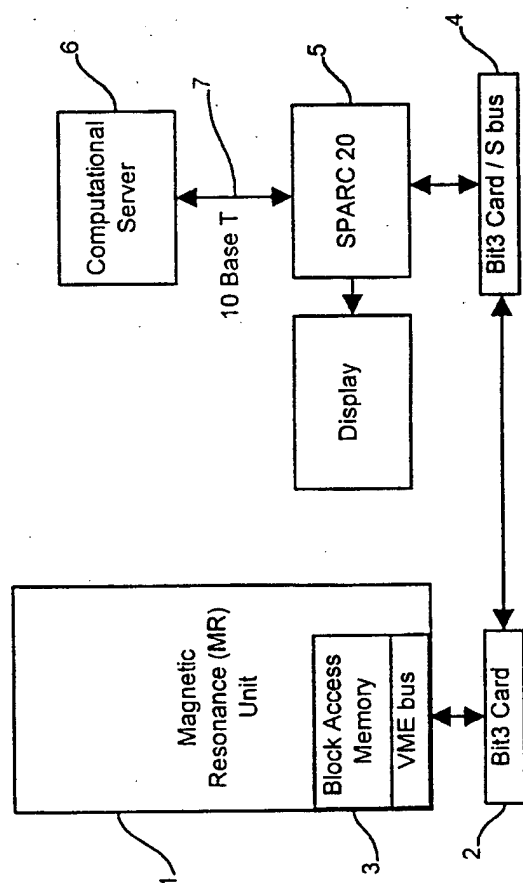 1
Magnetic
Resonance (MR)
Unit
3
Block Access
Memory
VME bus
2
Bit3 Card
6
Computational
Server
7
10 Base T
5
SPARC 20
Display
4
Bit3 Card / S bus